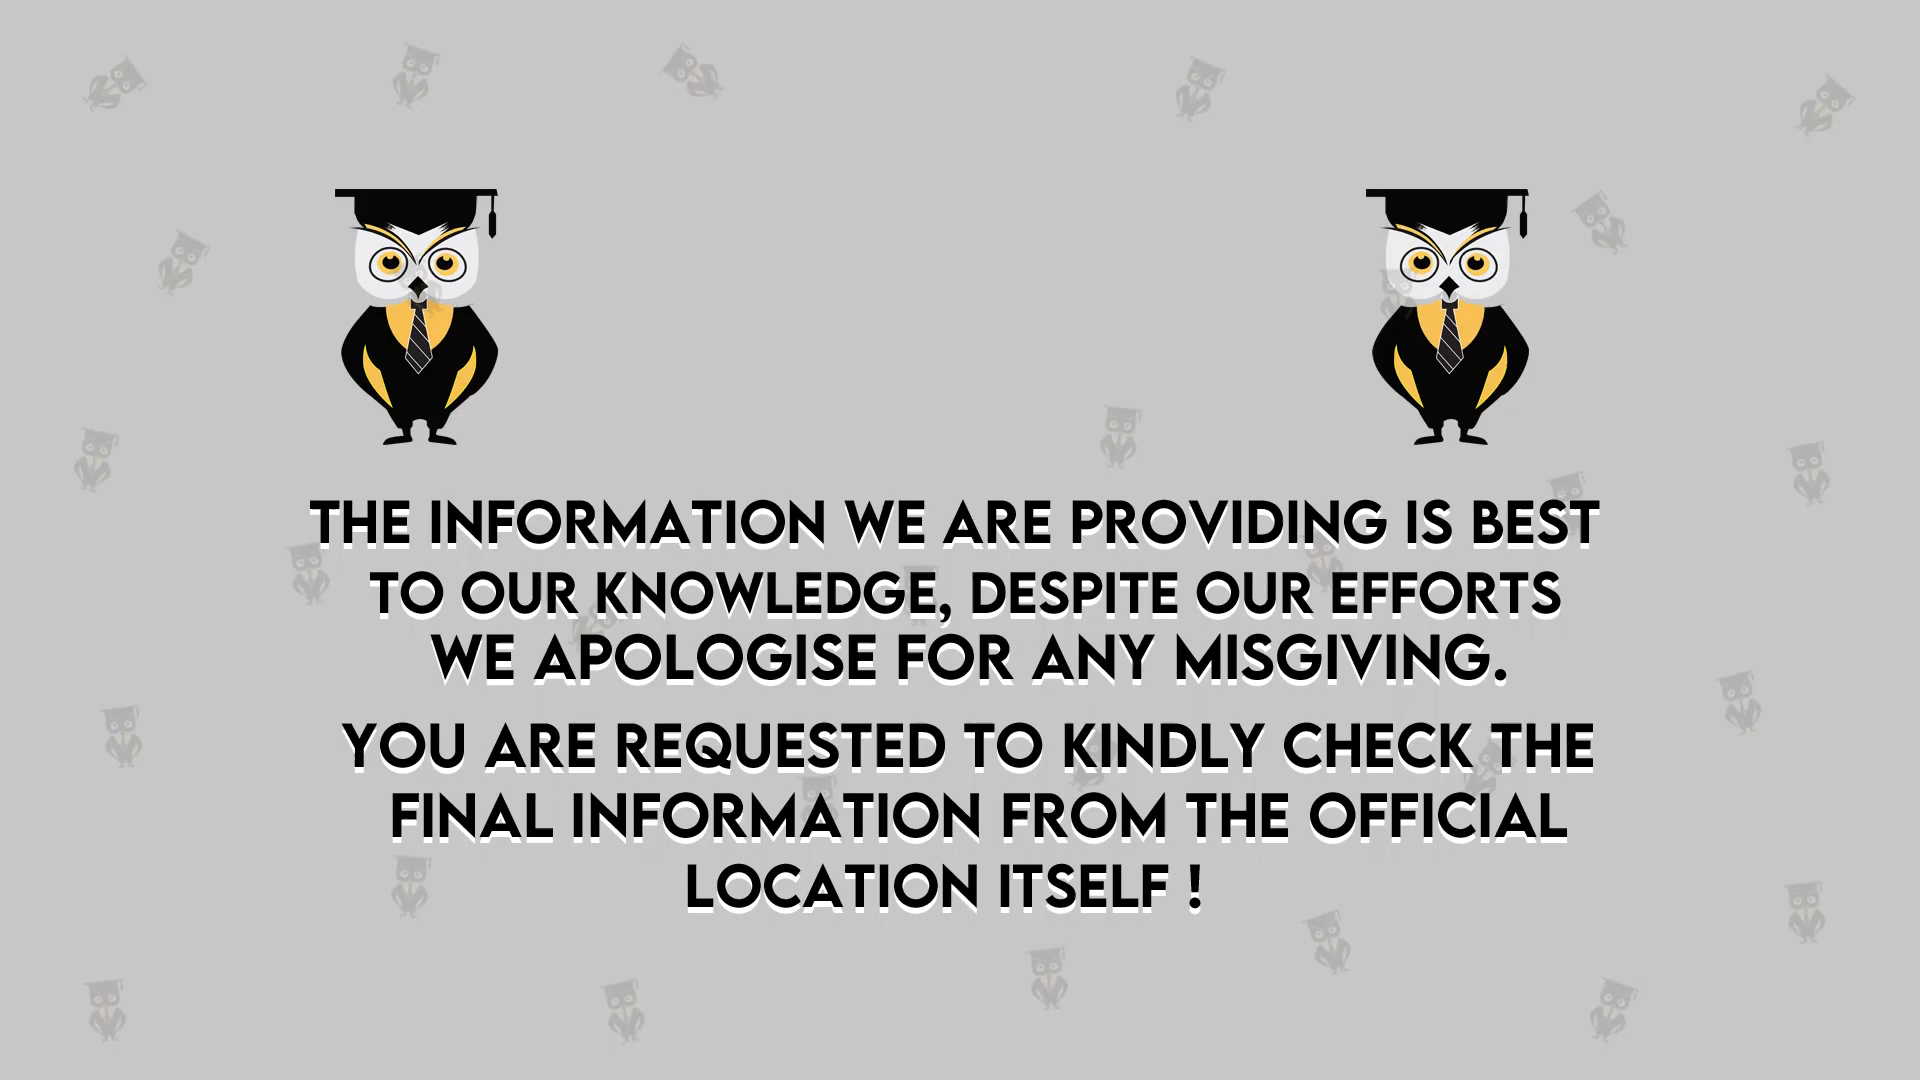 THE INFORMATION WE ARE PROVIDING IS BEST
TO OUR KNOWLEDGE, DESPITE OUR EFFORTS
WE APOLOGISE FOR ANY MISGIVING.
YOU ARE REQUESTED TO KINDLY CHECK THE
FINAL INFORMATION FROM THE OFFICIAL
LOCATION ITSELF !